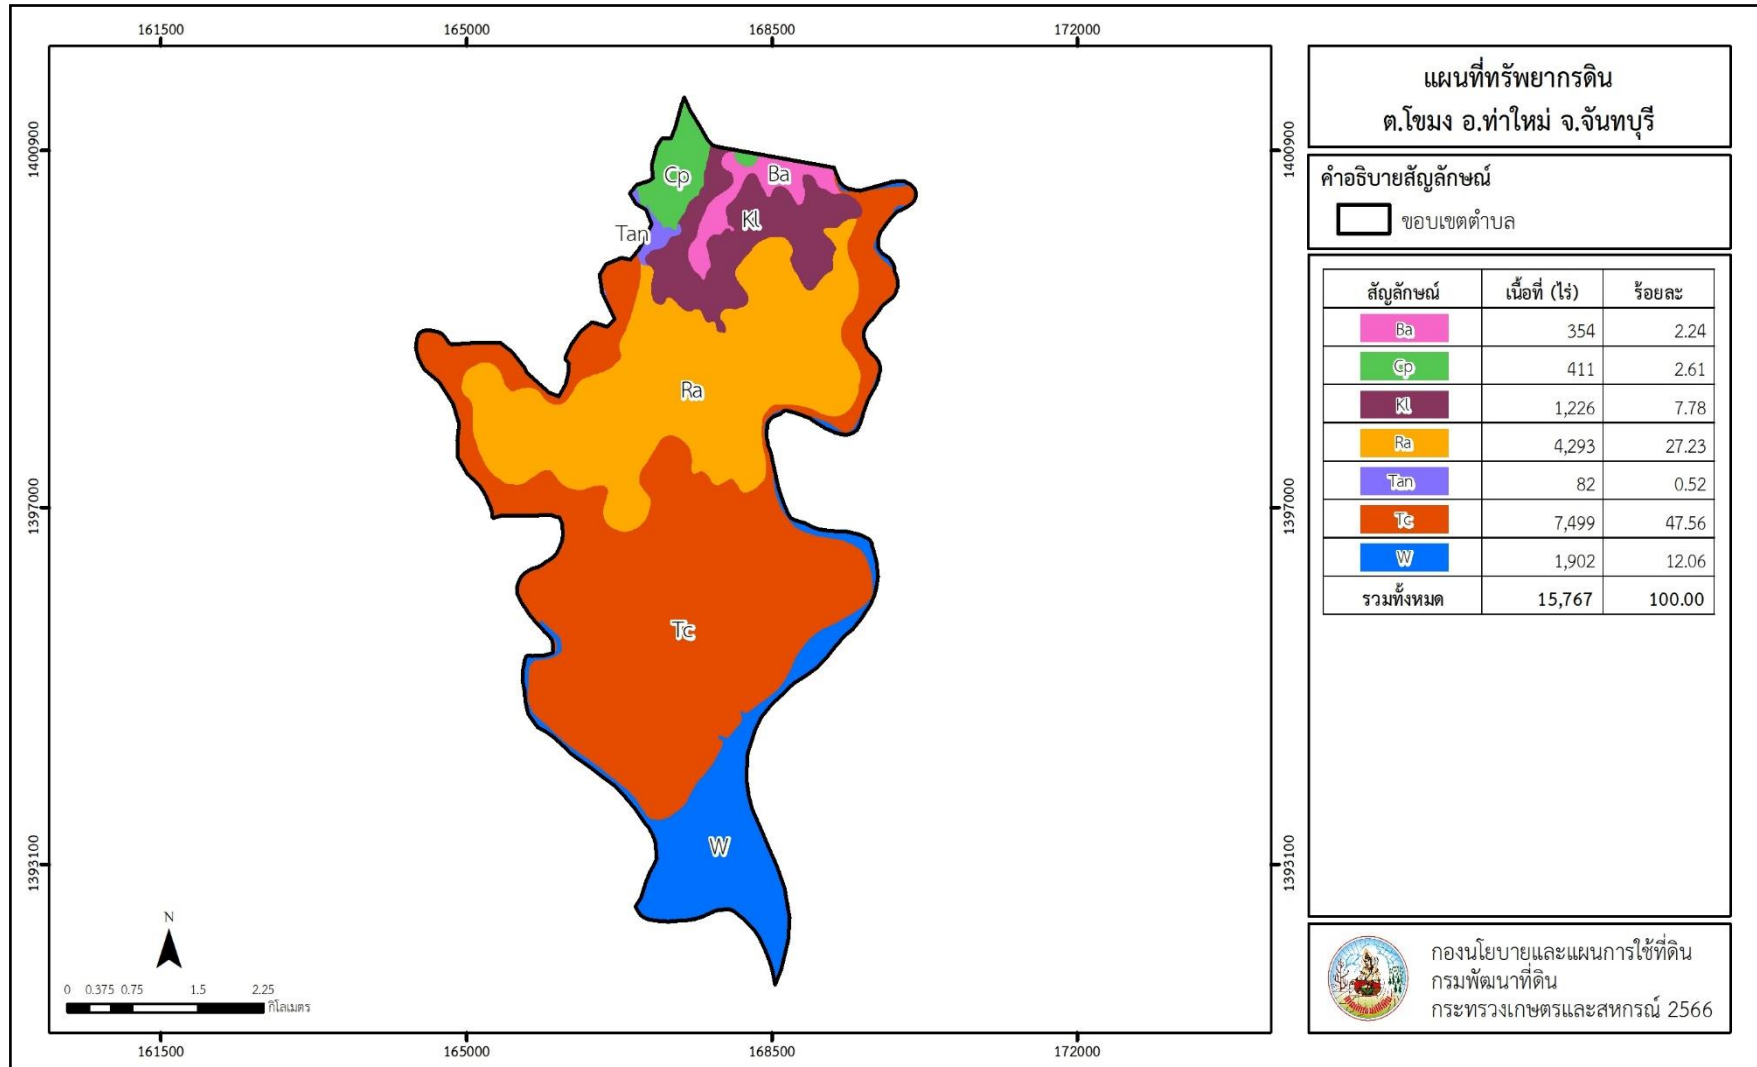 161500 165000 168500 172000
1400900
1397000
1393100
1400900
1397000
1393100
Cp
Ba
Kl
Tan
Ra
Tc
W
N
0 0.375 0.75 1.5 2.25
กิโลเมตร
161500 165000 168500 172000
แผนที่ทรัพยากรดิน
ต.โขมง อ.ท่าใหม่ จ.จันทบุรี
คำอธิบายสัญลักษณ์
ขอบเขตตำบล
สัญลักษณ์ เนื้อที่ (ไร่) ร้อยละ
Ba 354 2.24
Cp 411 2.61
Kl 1,226 7.78
Ra 4,293 27.23
Tan 82 0.52
Tc 7,499 47.56
W 1,902 12.06
รวมทั้งหมด 15,767 100.00
กองนโยบายและแผนการใช้ที่ดิน
กรมพัฒนาที่ดิน
กระทรวงเกษตรและสหกรณ์ 2566